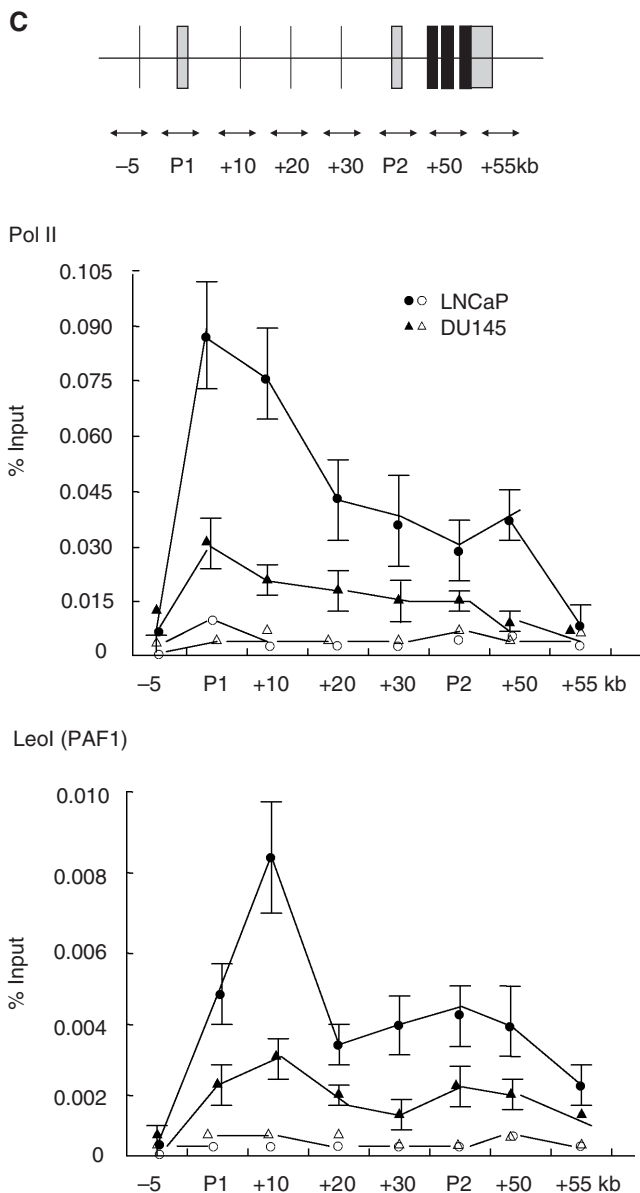 C
–5 P1 +10 +20 +30 P2 +50 +55kb
Pol II
0.105
0.090
0.075
0.060
0.045
0.030
0.015
0
% Input
LNCaP
DU145
–5 P1 +10 +20 +30 P2 +50 +55 kb
Leol (PAF1)
0.010
0.008
0.006
0.004
0.002
0
% Input
–5 P1 +10 +20 +30 P2 +50 +55 kb